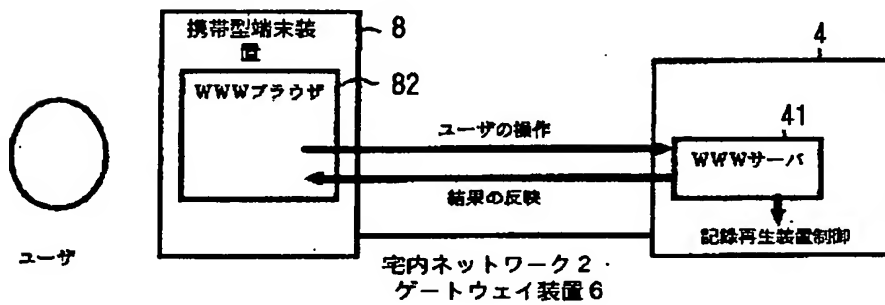 携帯型端末装
置
8
4
WWWブラウザ
82
ユーザの操作
41
WWWサーバ
結果の反映
記録再生装置制御
ユーザ
宅内ネットワーク2・
ゲートウェイ装置6